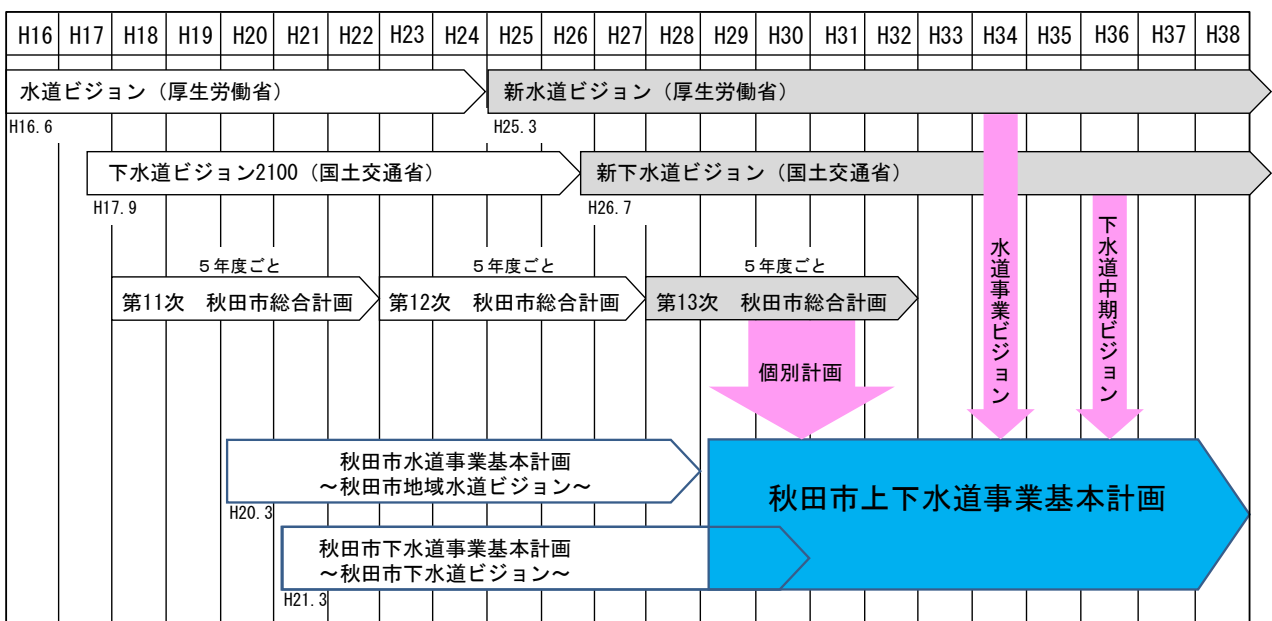 H16 H17 H18 H19 H20 H21 H22 H23 H24 H25 H26 H27 H28 H29 H30 H31 H32 H33 H34 H35 H36 H37 H38
水道ビジョン（厚生労働省） 新水道ビジョン（厚生労働省）
H16.6 H25.3
下水道ビジョン2100（国土交通省） 新下水道ビジョン（国土交通省）
H17.9 H26.7
5年度ごと 5年度ごと 5年度ごと
第11次　秋田市総合計画 第12次　秋田市総合計画 第13次　秋田市総合計画
個別計画
水道事業ビジョン
下水道中期ビジョン
秋田市水道事業基本計画
～秋田市地域水道ビジョン～
H20.3
秋田市上下水道事業基本計画
秋田市下水道事業基本計画
～秋田市下水道ビジョン～
H21.3